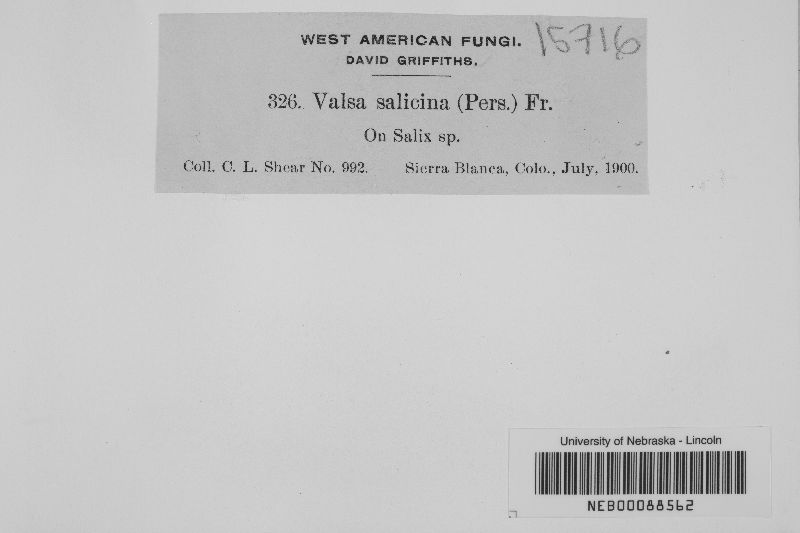 WEST AMERICAN FUNGI.
15716
DAVID GRIFFITHS.
326. Valsa salicina (Pers.) Fr.
On Salix sp.
Coll. C. L. Shear No. 992. Sierra Blanca, Colo., July, 1900.
University of Nebraska - Lincoln
NEB00088562